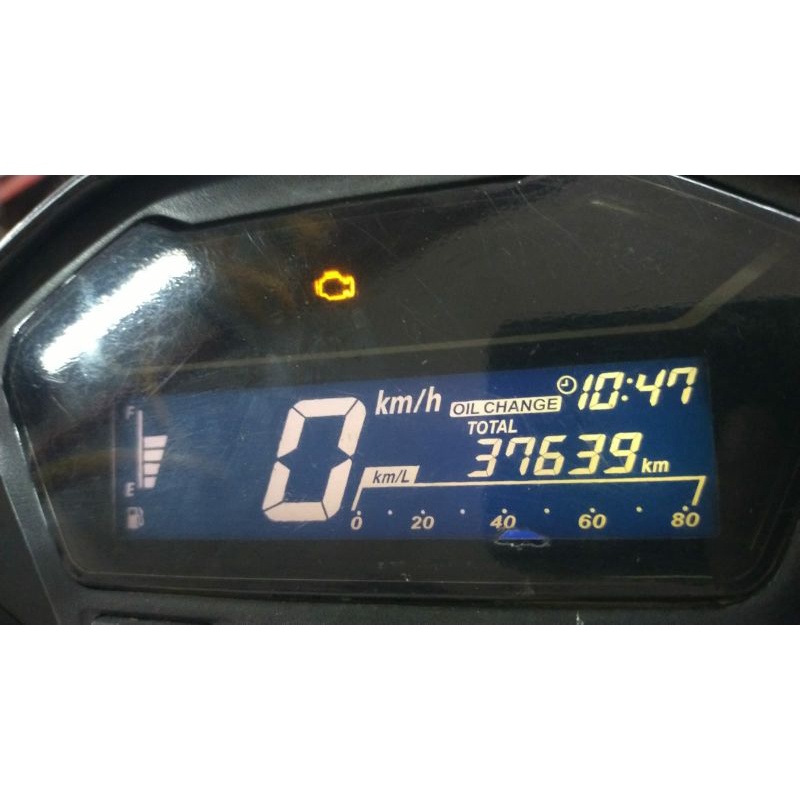 F
E
0 km/h
OIL CHANGE 10:47
TOTAL
37639 km
km/L
0 20 40 60 80